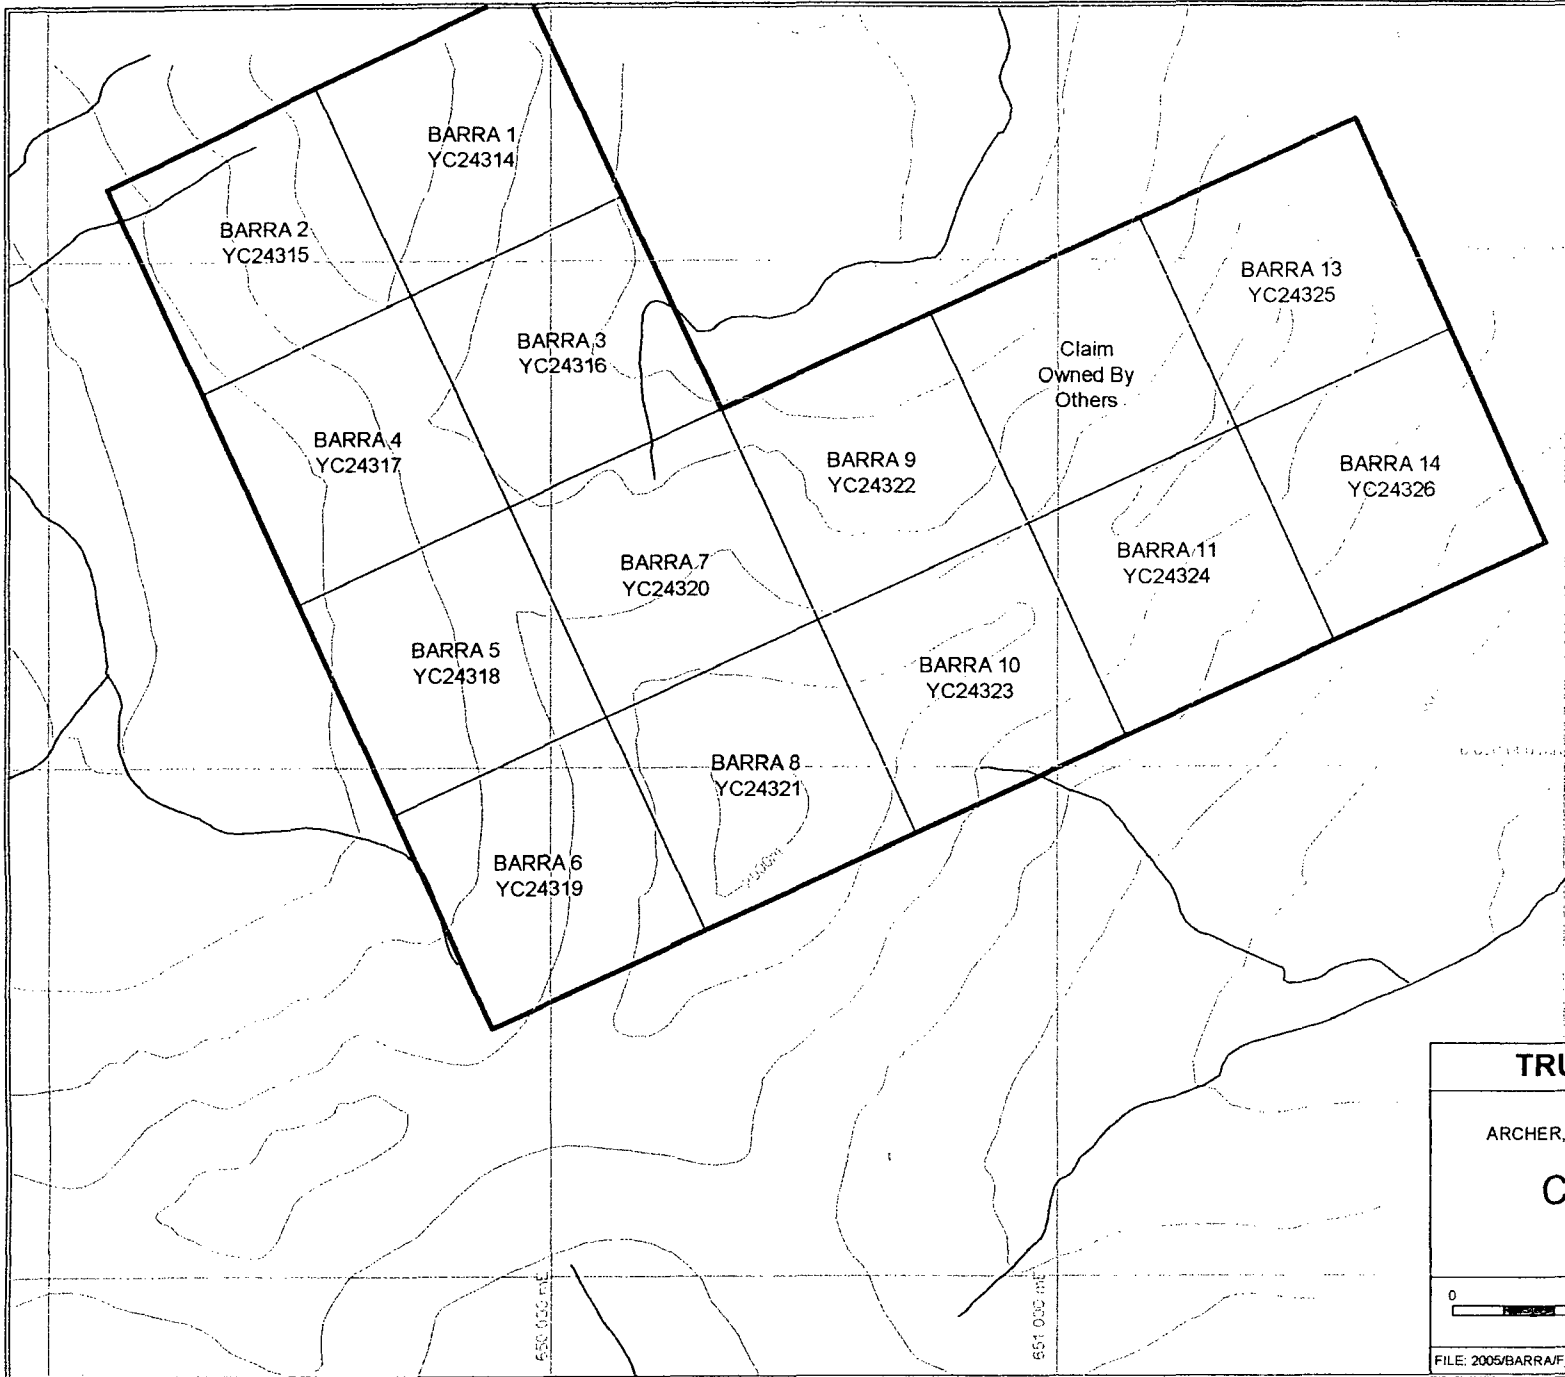 BARRA 1
YC24314
BARRA 2
YC24315
BARRA 3
YC24316
BARRA 4
YC24317
BARRA 5
YC24318
BARRA 6
YC24319
BARRA 7
YC24320
BARRA 8
YC24321
BARRA 9
YC24322
BARRA 10
YC24323
Claim
Owned By
Others
BARRA 11
YC24324
BARRA 13
YC24325
BARRA 14
YC24326
650 000 mE
651 000 mE
TRU
ARCHER,
C
0
FILE: 2005/BARRA/F